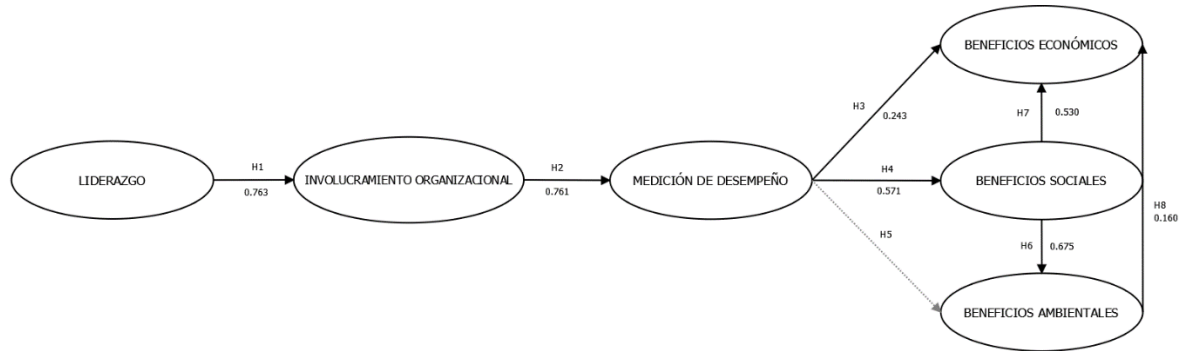 BENEFICIOS ECONÓMICOS
H3
0.243
H7
0.530
LIDERAZGO
H1
0.763
INVOLUCRAMIENTO ORGANIZACIONAL
H2
0.761
MEDICIÓN DE DESEMPEÑO
H4
0.571
BENEFICIOS SOCIALES
H8
0.160
H5
H6
0.675
BENEFICIOS AMBIENTALES